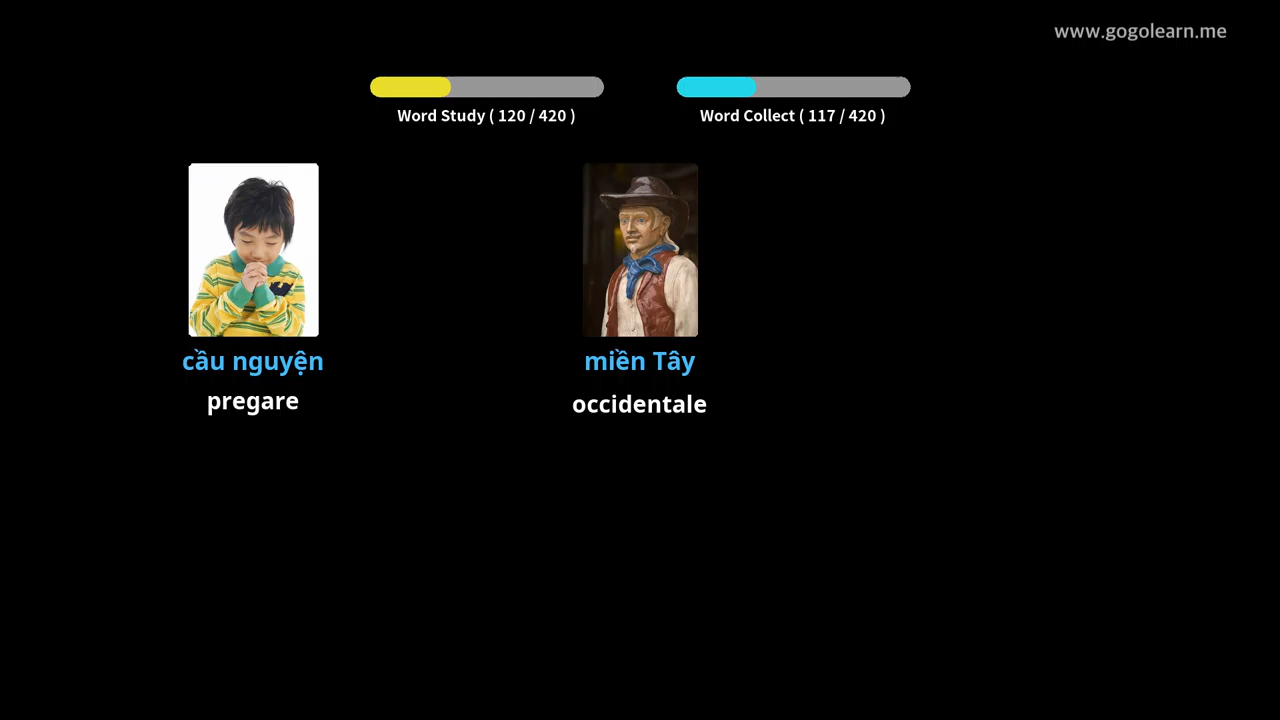 www.gogolearn.me
Word Study ( 120 / 420 )
Word Collect ( 117 / 420 )
cầu nguyện
pregare
miền Tây
occidentale